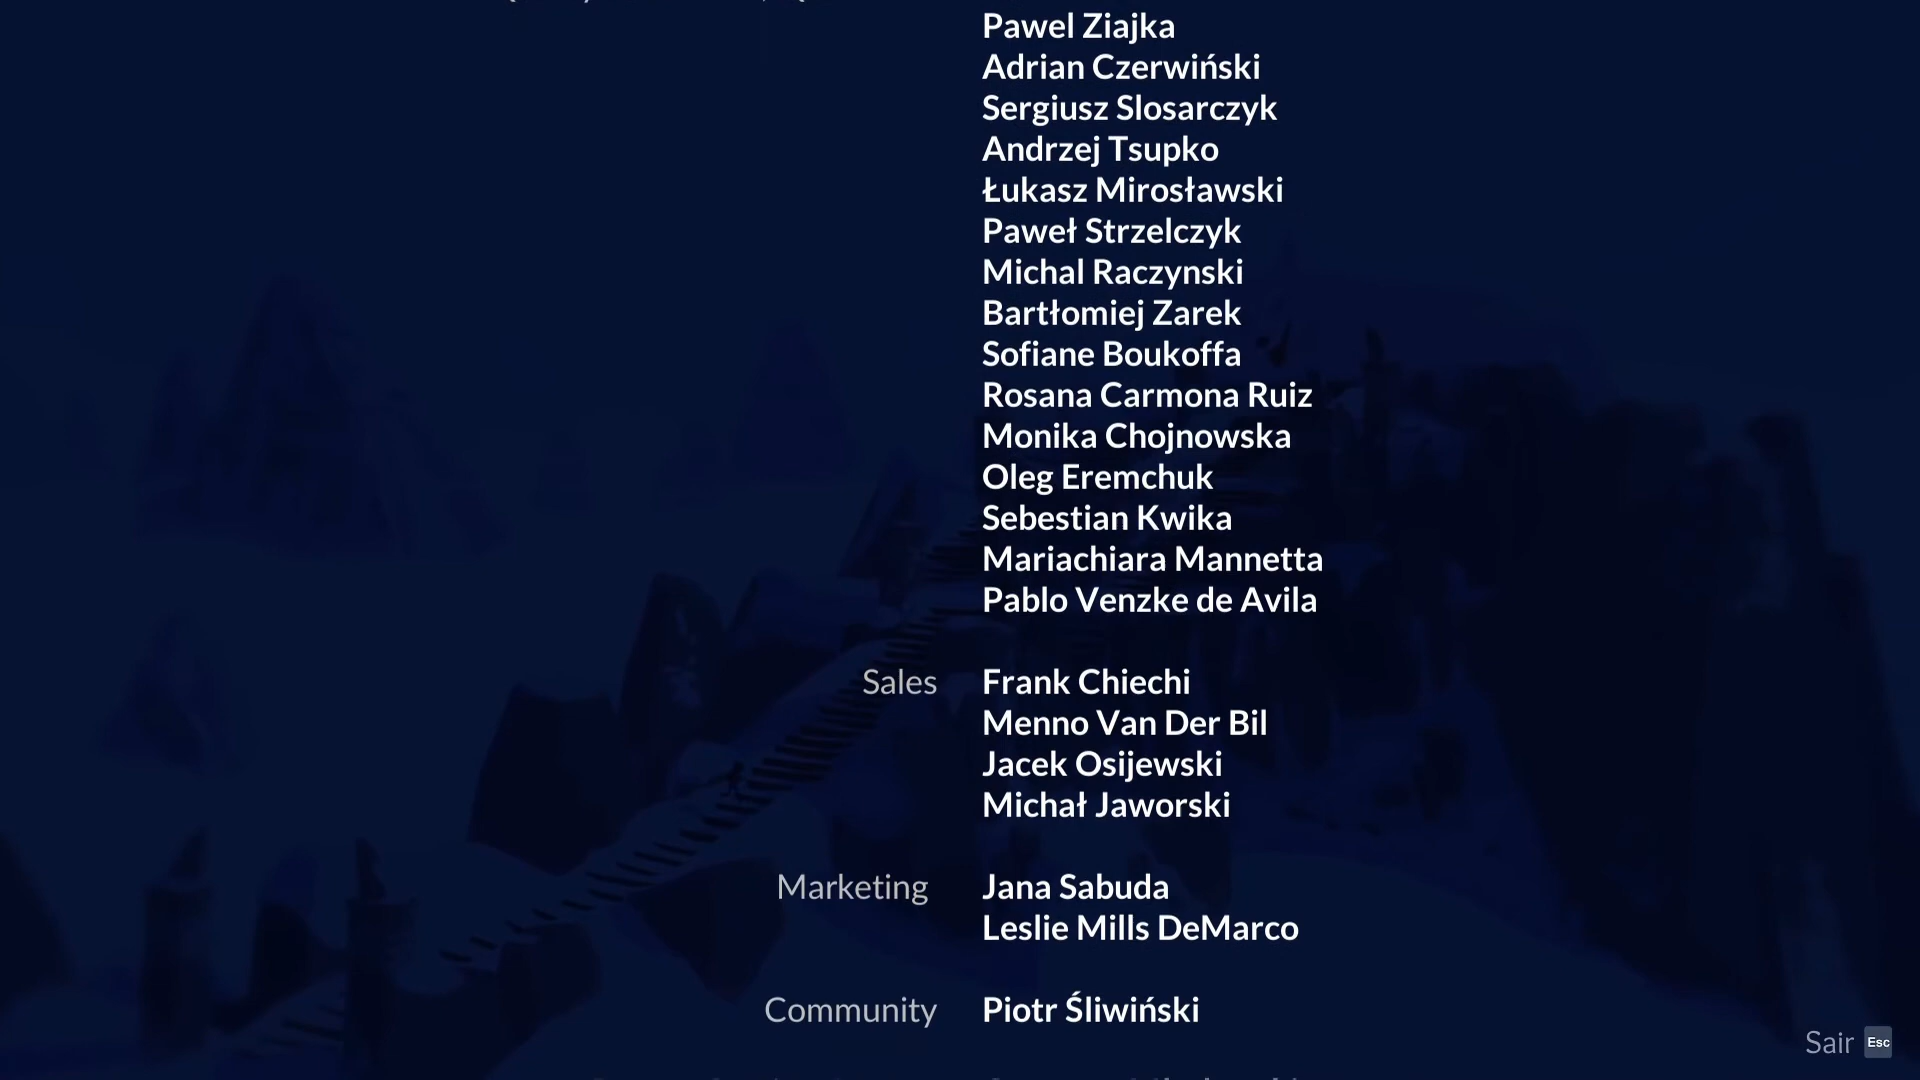 Pawel Ziajka
Adrian Czerwiński
Sergiusz Slosarczyk
Andrzej Tsupko
Łukasz Mirosławski
Paweł Strzelczyk
Michal Raczynski
Bartłomiej Zarek
Sofiane Boukoffa
Rosana Carmona Ruiz
Monika Chojnowska
Oleg Eremchuk
Sebestian Kwika
Mariachiara Mannetta
Pablo Venzke de Avila
Sales Frank Chiechi
Menno Van Der Bil
Jacek Osijewski
Michał Jaworski
Marketing Jana Sabuda
Leslie Mills DeMarco
Community Piotr Śliwiński
Sair Esc